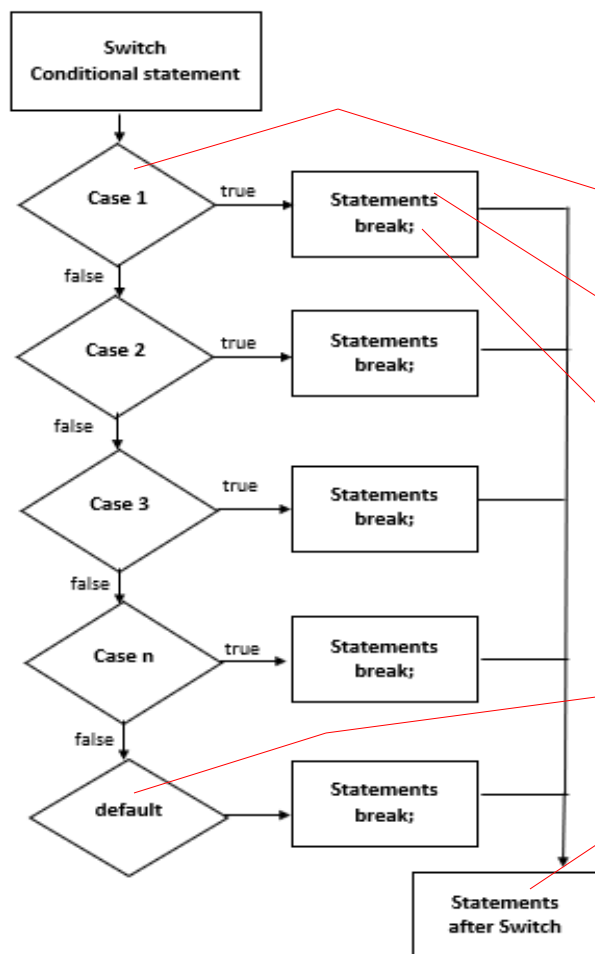 Switch
Conditional statement
Case 1
true
Statements
break;
false
Case 2
true
Statements
break;
false
Case 3
true
Statements
break;
false
Case n
true
Statements
break;
false
default
Statements
break;
Statements
after Switch